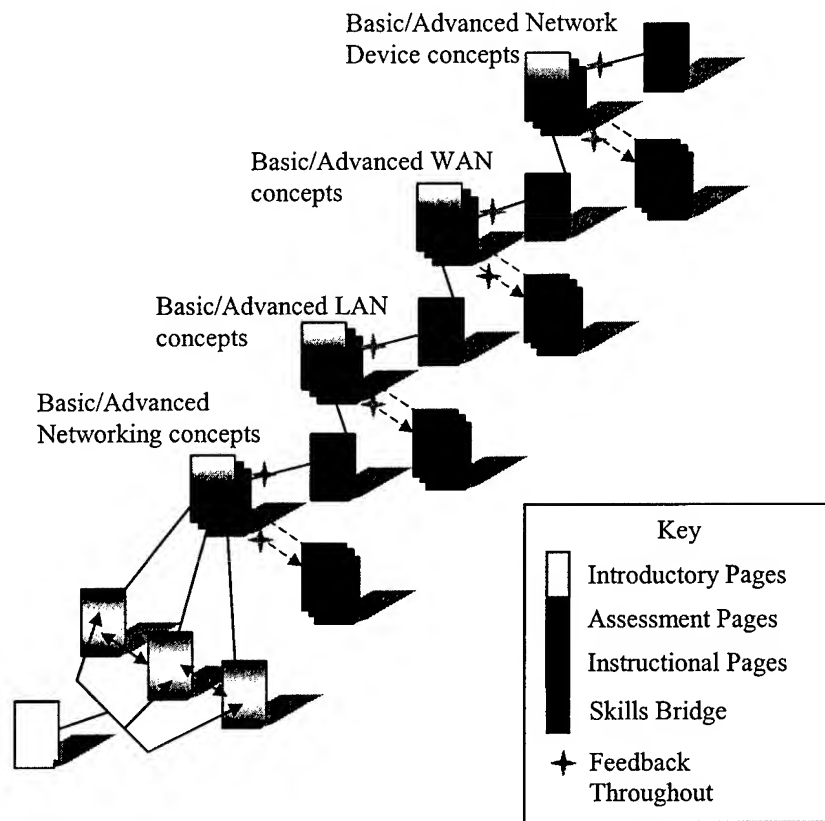 Basic/Advanced Network
Device concepts
Basic/Advanced WAN
concepts
Basic/Advanced LAN
concepts
Basic/Advanced
Networking concepts
Key
Introductory Pages
Assessment Pages
Instructional Pages
Skills Bridge
Feedback
Throughout